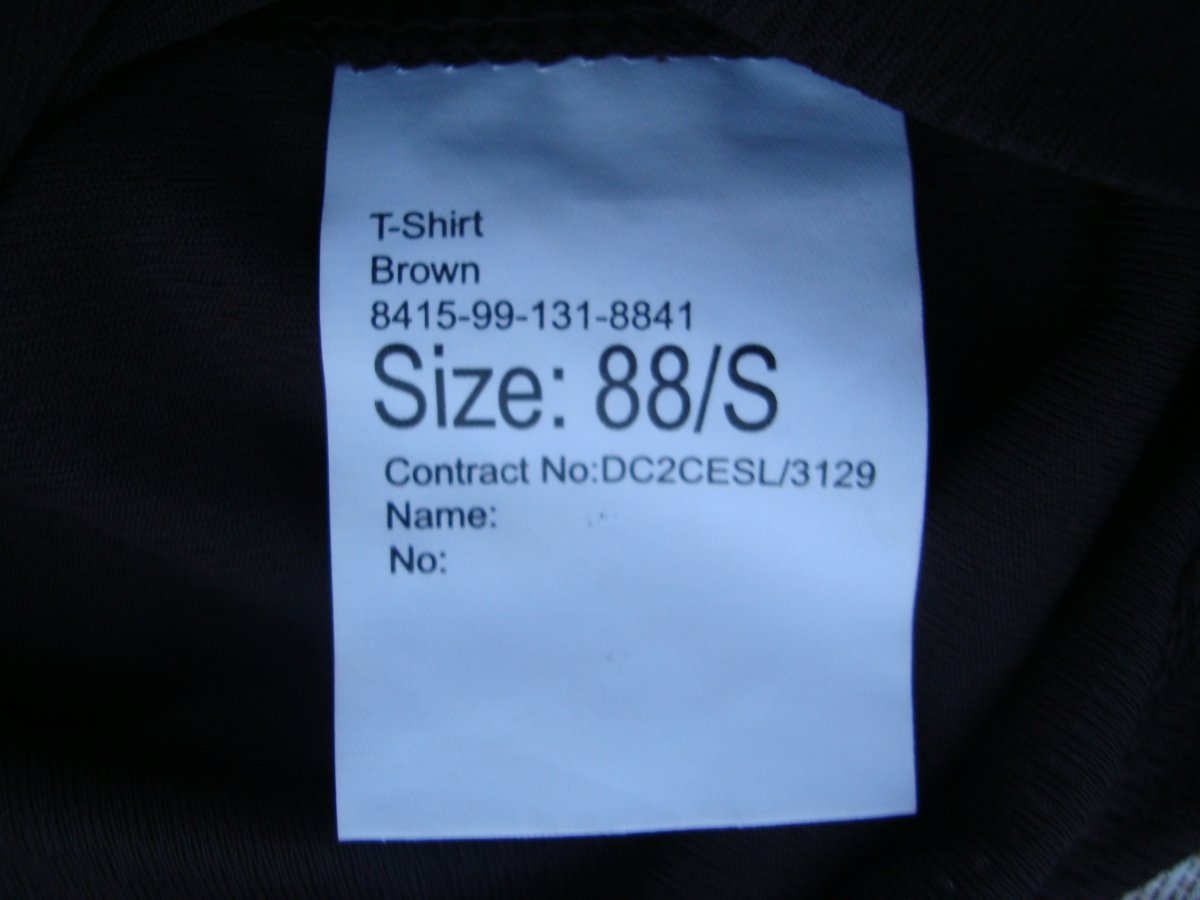 T-Shirt
Brown
8415-99-131-8841
Size: 88/S
Contract No:DC2CESL/3129
Name:
No: